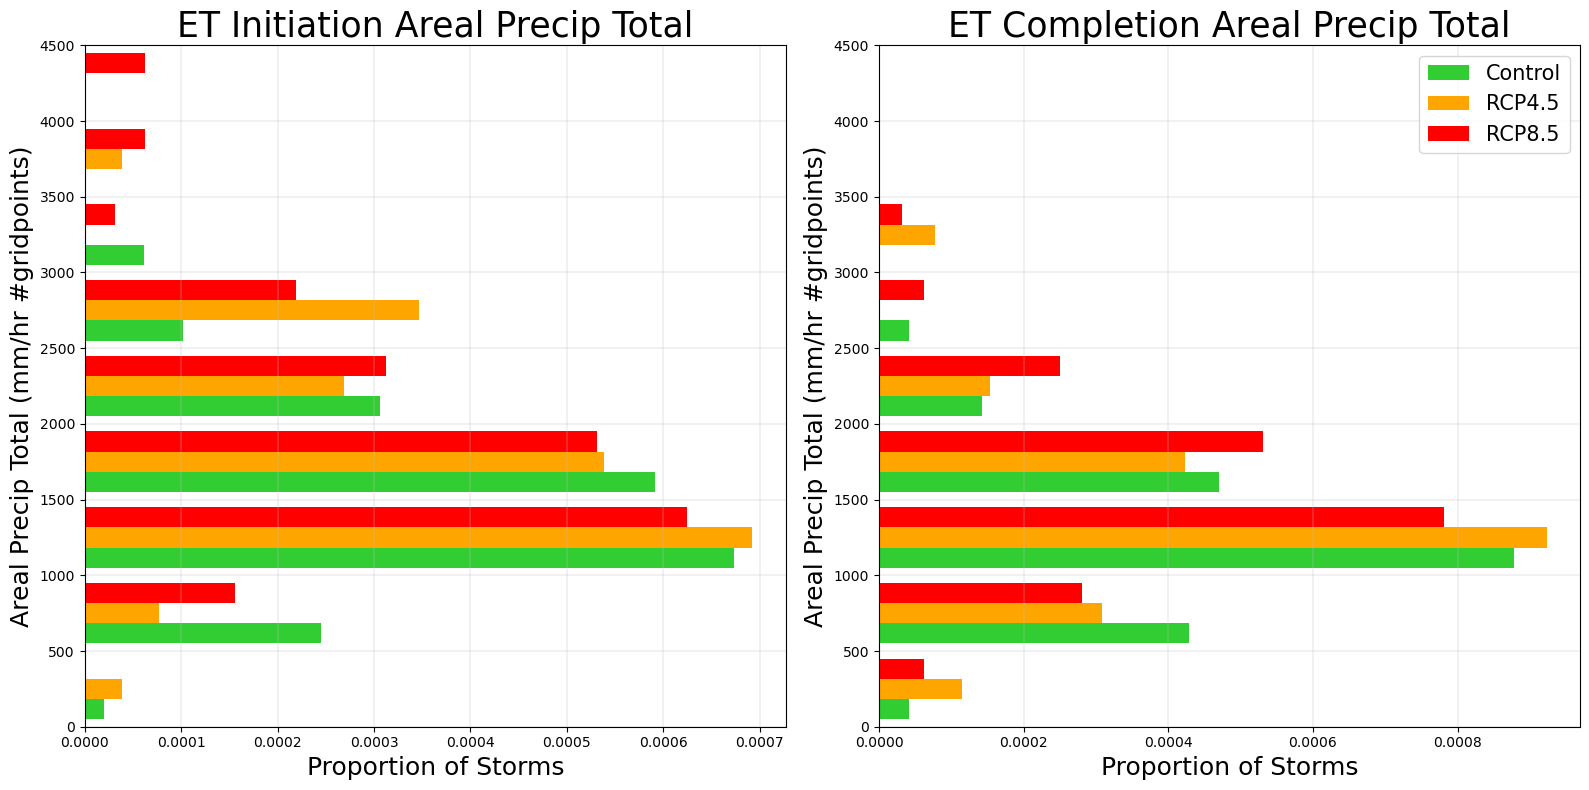 ET Initiation Areal Precip Total
Areal Precip Total (mm/hr #gridpoints)
4500
4000
3500
3000
2500
2000
1500
1000
500
0
0.0000 0.0001 0.0002 0.0003 0.0004 0.0005 0.0006 0.0007
Proportion of Storms
ET Completion Areal Precip Total
Areal Precip Total (mm/hr #gridpoints)
4500
4000
3500
3000
2500
2000
1500
1000
500
0
Control
RCP4.5
RCP8.5
0.0000 0.0002 0.0004 0.0006 0.0008
Proportion of Storms